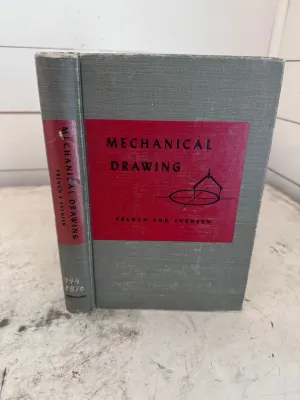 MECHANICAL
DRAWING
FRENCH AND SVENSEN
MECHANICAL DRAWING
FRENCH & SVENSEN